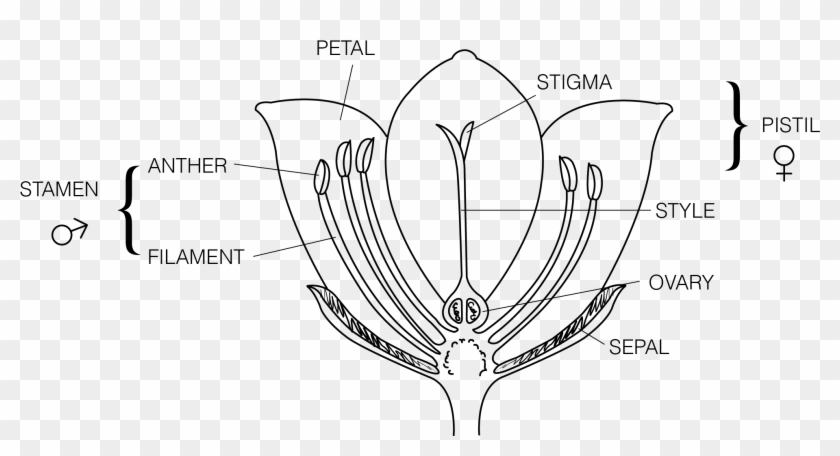 PETAL
STIGMA
PISTIL
ANTHER
STAMEN
STYLE
FILAMENT
OVARY
SEPAL